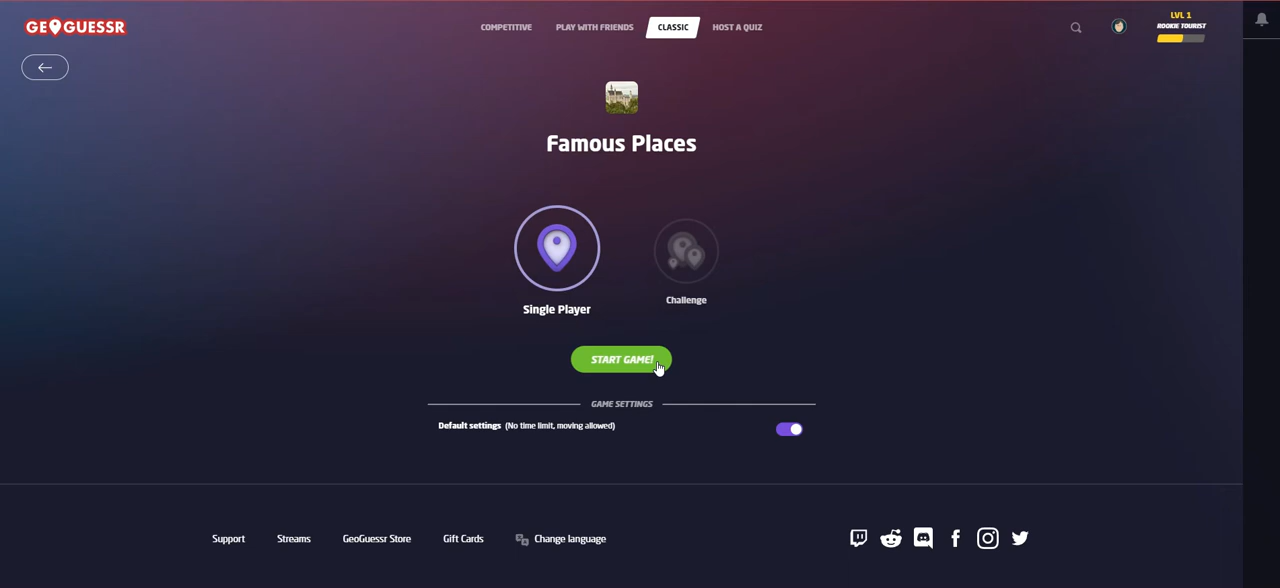 GEOGUESSR
COMPETITIVE PLAY WITH FRIENDS CLASSIC HOST A QUIZ
LVL 1
ROOKIE TOURIST
Famous Places
Single Player
Challenge
START GAME!
GAME SETTINGS
Default settings (No time limit, moving allowed)
Support Streams GeoGuessr Store Gift Cards Change language